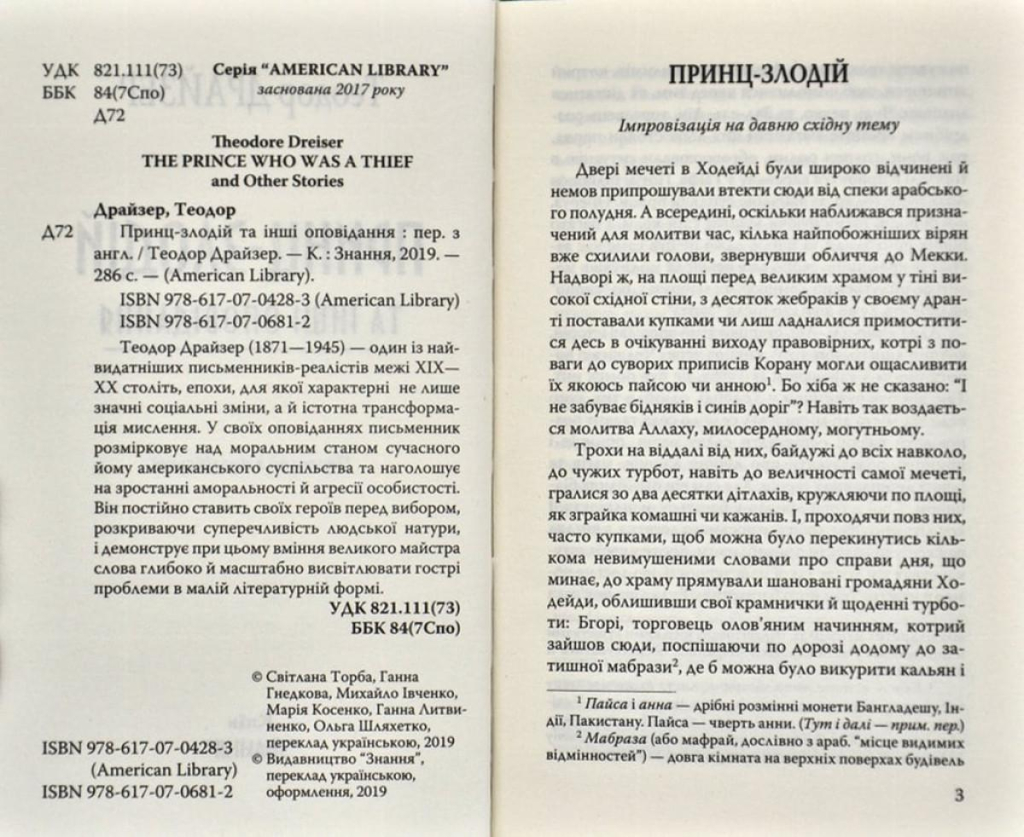 УДК 821.111(73) Серія “AMERICAN LIBRARY”
ББК 84(7Спо) заснована 2017 року
Д72
Theodore Dreiser
THE PRINCE WHO WAS A THIEF
and Other Stories
Драйзер, Теодор
Д72 Принц-злодій та інші оповідання : пер. з
англ. / Теодор Драйзер. — К. : Знання, 2019. —
286 с. — (American Library).
ISBN 978-617-07-0428-3 (American Library)
ISBN 978-617-07-0681-2
Теодор Драйзер (1871—1945) — один із най-
видатніших письменників-реалістів межі XIX—
XX століть, епохи, для якої характерні не лише
значні соціальні зміни, а й істотна трансформа-
ція мислення. У своїх оповіданнях письменник
розмірковує над моральним станом сучасного
йому американського суспільства та наголошує
на зростанні аморальності й агресії особистості.
Він постійно ставить своїх героїв перед вибором,
розкриваючи суперечливість людської натури,
і демонструє при цьому вміння великого майстра
слова глибоко й масштабно висвітлювати гострі
проблеми в малій літературній формі.
УДК 821.111(73)
ББК 84(7Спо)
© Світлана Торба, Ганна
Гнедкова, Михайло Івченко,
Марія Косенко, Ганна Литви-
ненко, Ольга Шляхетко,
переклад українською, 2019
ISBN 978-617-07-0428-3
(American Library)
ISBN 978-617-07-0681-2
© Видавництво “Знання”,
переклад українською,
оформлення, 2019
ПРИНЦ-ЗЛОДІЙ
Імпровізація на давню східну тему
Двері мечеті в Ходейді були широко відчинені й
немов припрошували втекти сюди від спеки арабсько-
го полудня. А всередині, оскільки наближався призна-
чений для молитви час, кілька найпобожніших вірян
вже схилили голови, звернувши обличчя до Мекки.
Надворі ж, на площі перед великим храмом у тіні ви-
сокої східної стіни, з десяток жебраків у своєму дран-
ті поставали купками чи лиш ладналися примостити-
ся десь в очікуванні виходу правовірних, котрі з по-
ваги до суворих приписів Корану могли ощасливити
їх якоюсь пайсою чи анною¹. Бо хіба ж не сказано: “І
не забуває бідняків і синів доріг”? Навіть так воздаєть-
ся молитва Аллаху, милосердному, могутньому.
Трохи на віддалі від них, байдужі до всіх навколо,
до чужих турбот, навіть до величності самої мечеті,
гралися зо два десятки дітлахів, кружляючи по площі,
як зграйка комашні чи кажанів. І, проходячи повз них,
часто купками, щоб можна було перекинутись кіль-
кома невимушеними словами про справи дня, що
минає, до храму прямували шановані громадяни Хо-
дейди, облишивши свої крамнички й щоденні турбо-
ти: Бгорі, торговець олов’яним начинням, котрий
зайшов сюди, поспішаючи по дорозі додому до за-
тишної мабрази², де б можна було викурити кальян і
¹ Пайса і анна — дрібні розмінні монети Бангладешу, Ін-
дії, Пакистану. Пайса — чверть анни. (Тут і далі — прим. пер.)
² Мабраза (або мафрай, дослівно з араб. “місце видимих
відмінностей”) — довга кімната на верхніх поверхах будівель
3